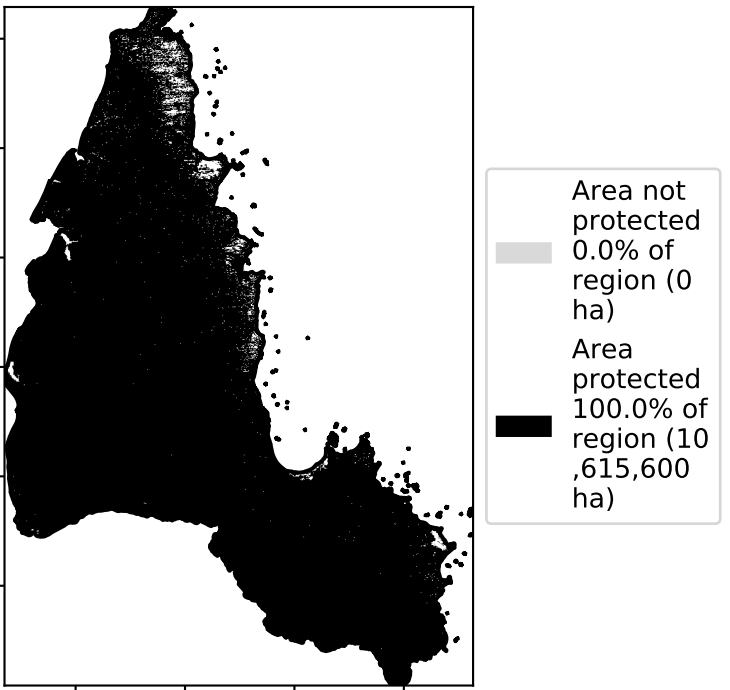 Area not
protected
0.0% of
region (0
ha)
Area
protected
100.0% of
region (10
,615,600
ha)